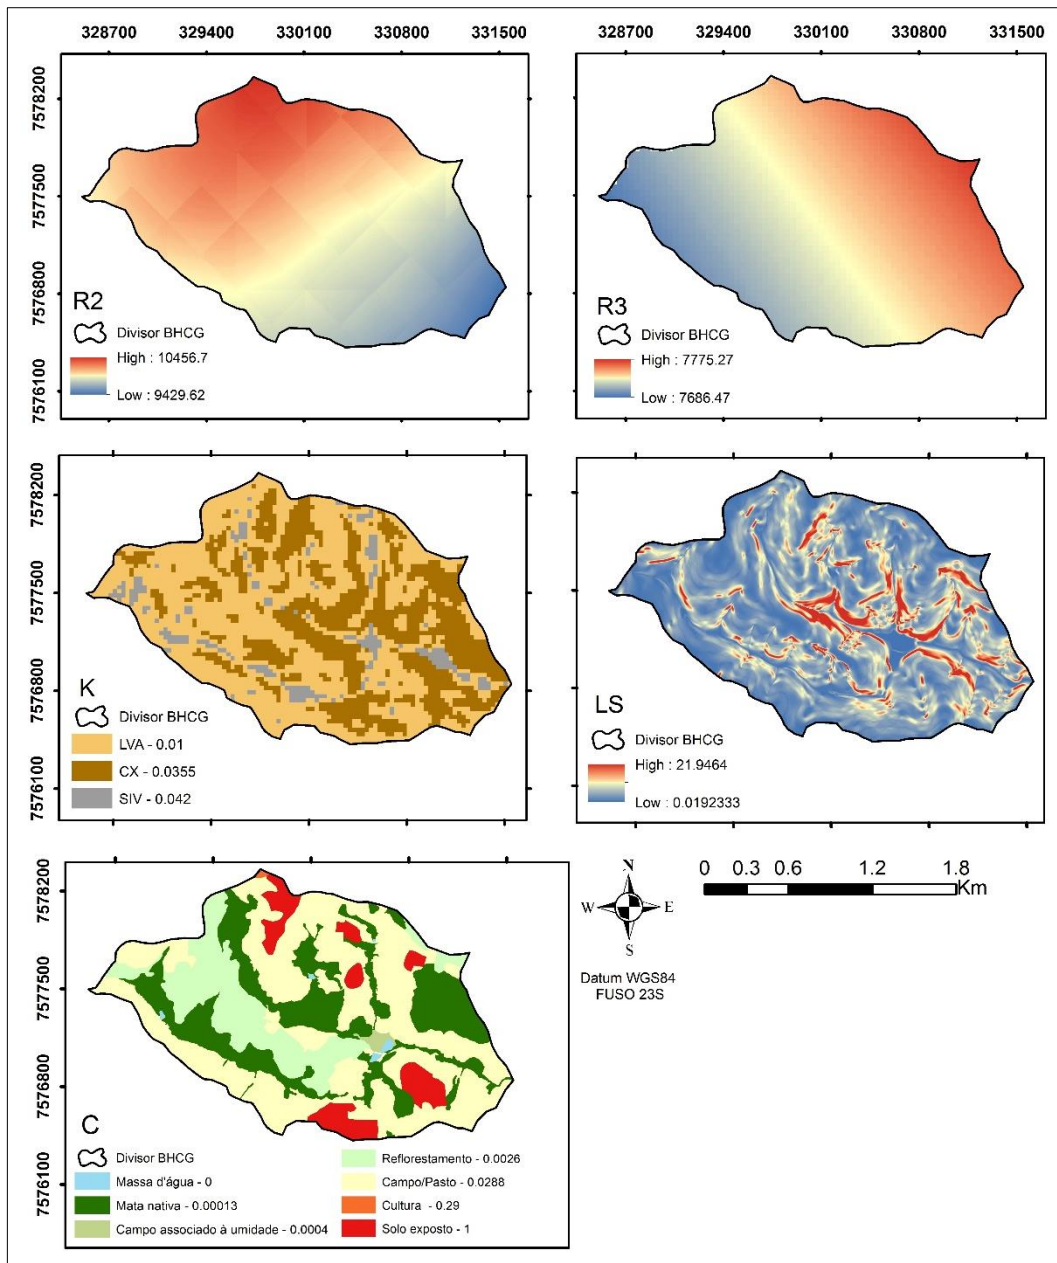 328700 329400 330100 330800 331500
328700 329400 330100 330800 331500
7578200
7577500
7576800
7576100
R2
Divisor BHCG
High : 10456.7
Low : 9429.62
R3
Divisor BHCG
High : 7775.27
Low : 7686.47
7578200
7577500
7576800
7576100
K
Divisor BHCG
LVA - 0.01
CX - 0.0355
SIV - 0.042
LS
Divisor BHCG
High : 21.9464
Low : 0.0192333
7578200
7577500
7576800
7576100
C
Divisor BHCG
Massa d'água - 0
Mata nativa - 0.00013
Campo associado à umidade - 0.0004
Reflorestamento - 0.0026
Campo/Pasto - 0.0288
Cultura - 0.29
Solo exposto - 1
N
W E
S
Datum WGS84
FUSO 23S
0 0.3 0.6 1.2 1.8
Km